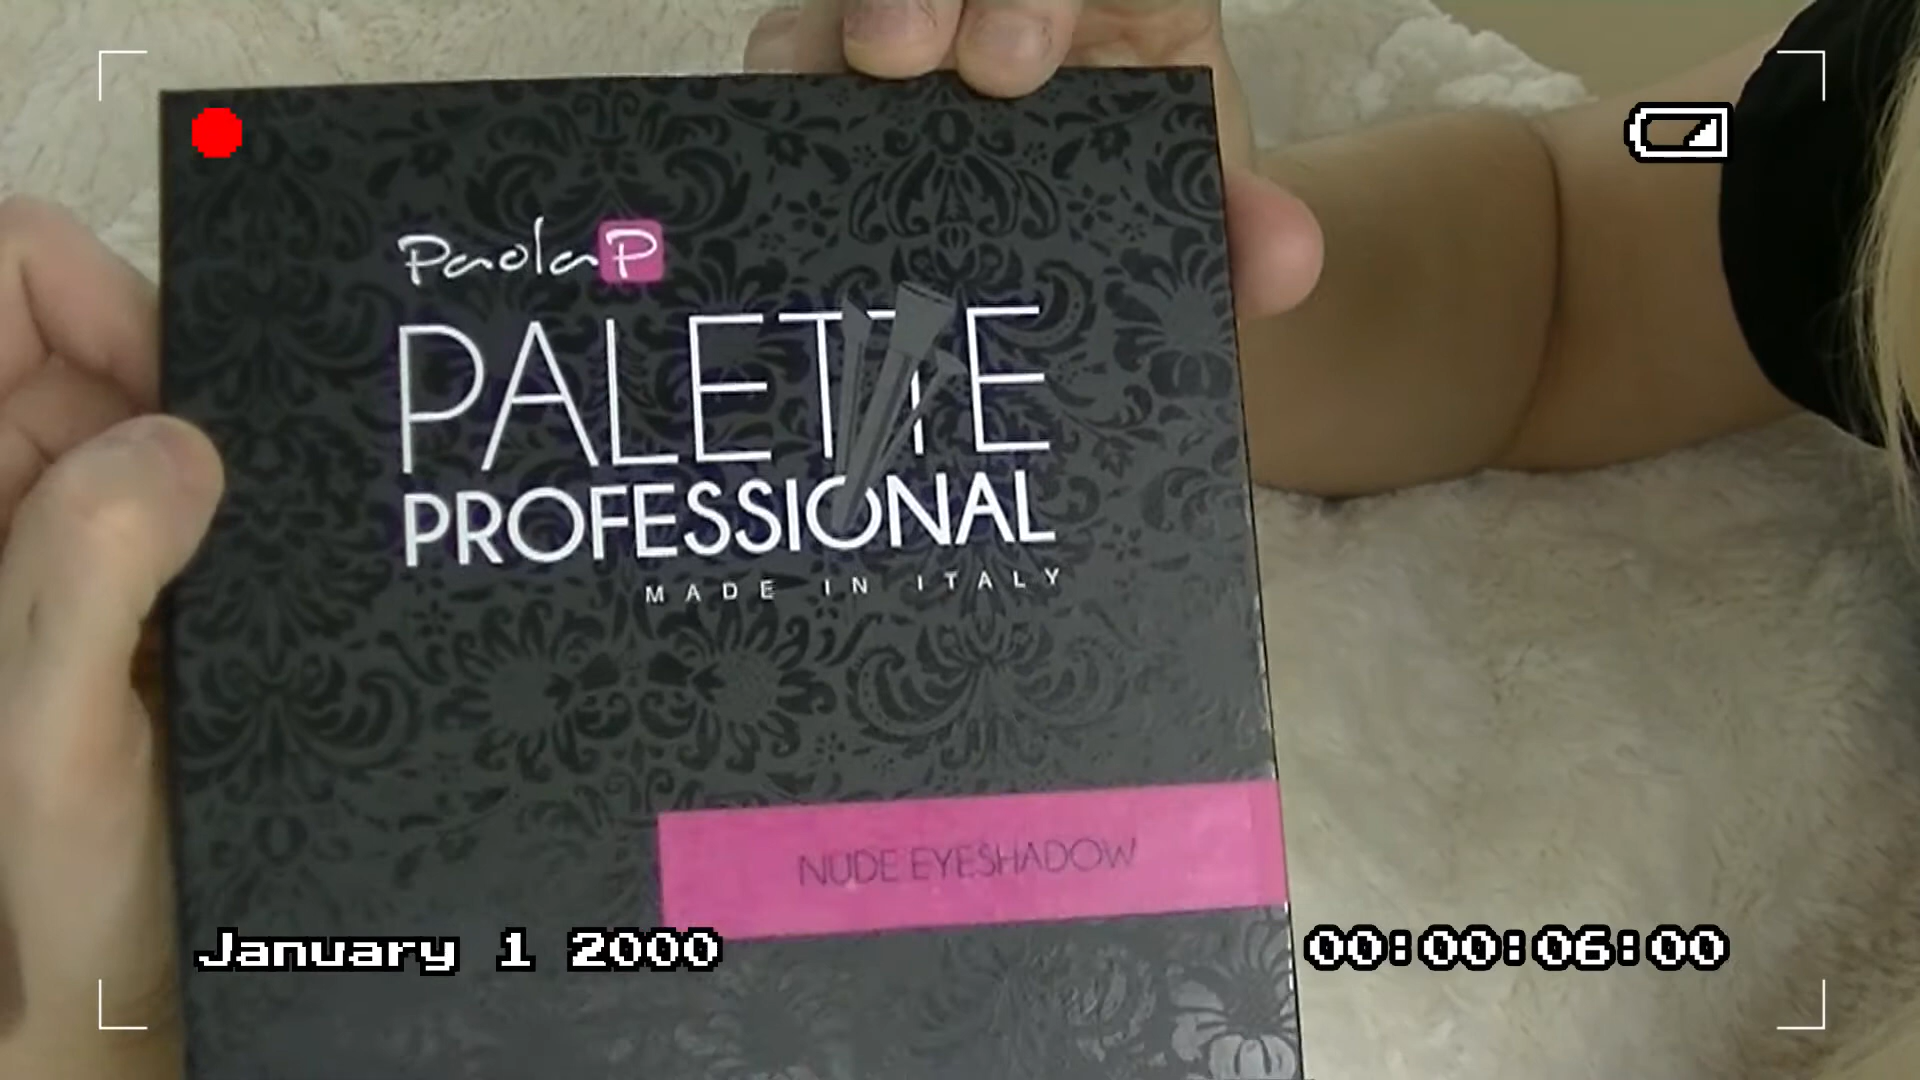 PaolaP
PALETTE
PROFESSIONAL
MADE IN ITALY
NUDE EYESHADOW
January 1 2000
00:00:06:00